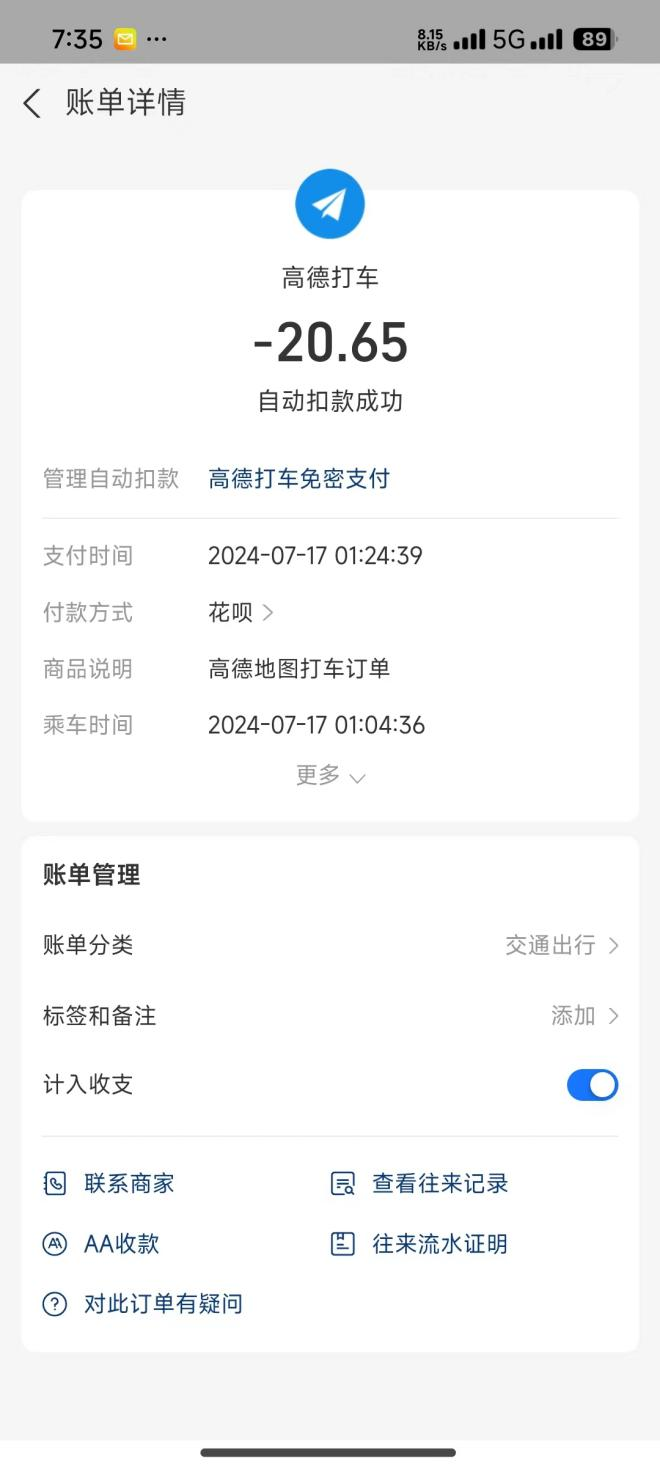 7:35 ··· 8.15 KB/s 5G 89
账单详情
高德打车
-20.65
自动扣款成功
管理自动扣款 高德打车免密支付
支付时间 2024-07-17 01:24:39
付款方式 花呗
商品说明 高德地图打车订单
乘车时间 2024-07-17 01:04:36
更多
账单管理
账单分类 交通出行
标签和备注 添加
计入收支
联系商家 查看往来记录
AA收款 往来流水证明
对此订单有疑问